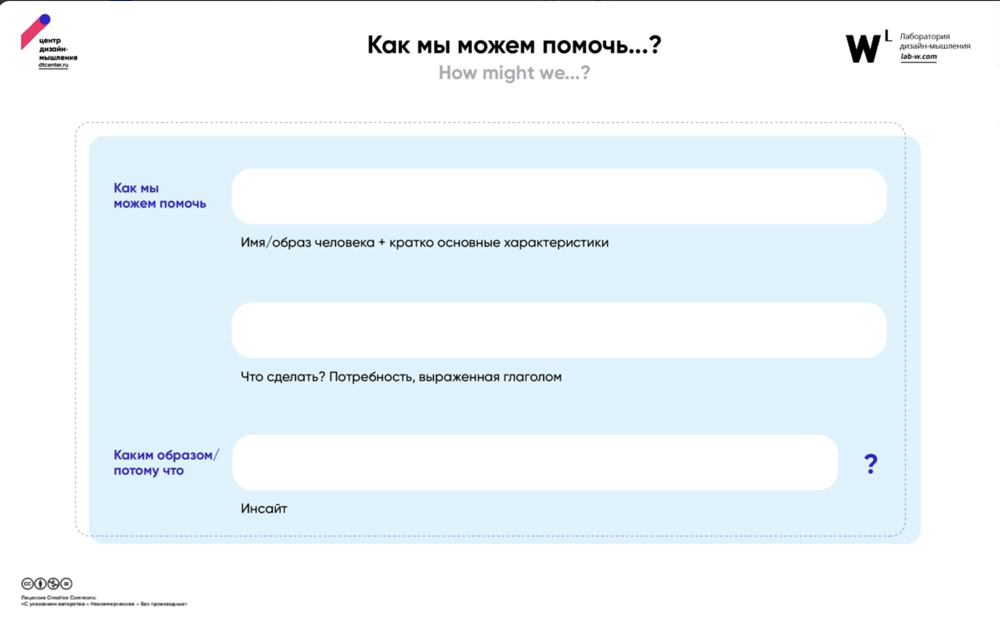 центр
дизайн-
мышления
dtcenter.ru
Как мы можем помочь...?
How might we...?
W L
Лаборатория
дизайн-мышления
lab-w.com
Как мы
можем помочь
Имя/образ человека + кратко основные характеристики
Что сделать? Потребность, выраженная глаголом
Каким образом/
потому что
?
Инсайт
cc
Лицензия Creative Commons:
«С указанием авторства – Некоммерческая – Без производных»